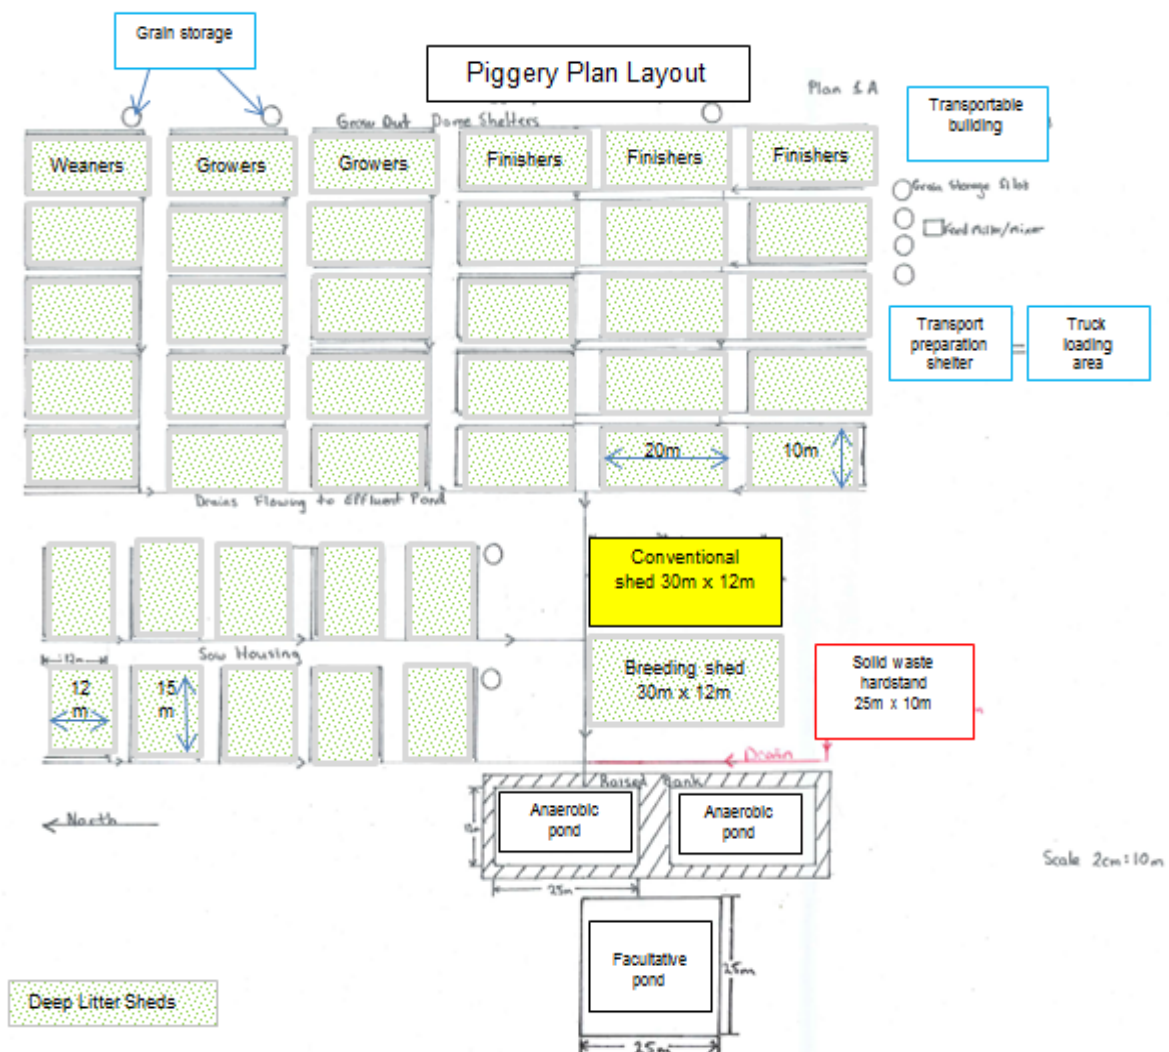 Grain storage
Piggery Plan Layout
Plan 1A
Transportable
building
Grow Out Dome Shelters
Weaners
Growers
Growers
Finishers
Finishers
Finishers
Grain Storage Silos
Feed Miller/mixer
Transport
preparation
shelter
=
Truck
loading
area
20m
10m
Drains Flowing to Effluent Pond
Conventional
shed 30m x 12m
Sow Housing
12m
12
m
15
m
Breeding shed
30m x 12m
Solid waste
hardstand
25m x 10m
Drain
Raised Bank
North
Anaerobic
pond
Anaerobic
pond
25m
Scale 2cm:10m
Facultative
pond
25m
25m
Deep Litter Sheds